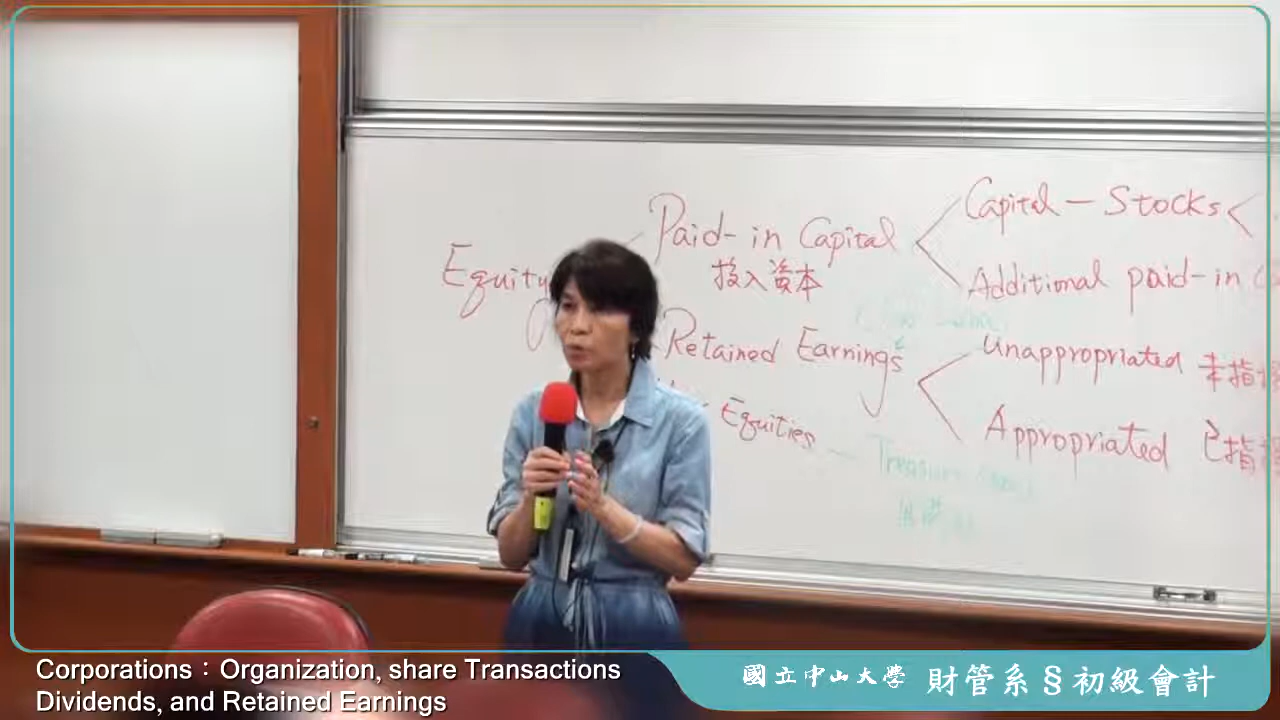 Capital - Stocks
Paid-in Capital
投入資本
Additional paid-in
Equity
Retained Earnings
Unappropriated 未指
Appropriated 已指
Equities
Corporations：Organization, share Transactions
Dividends, and Retained Earnings
國立中山大學 財管系§初級會計